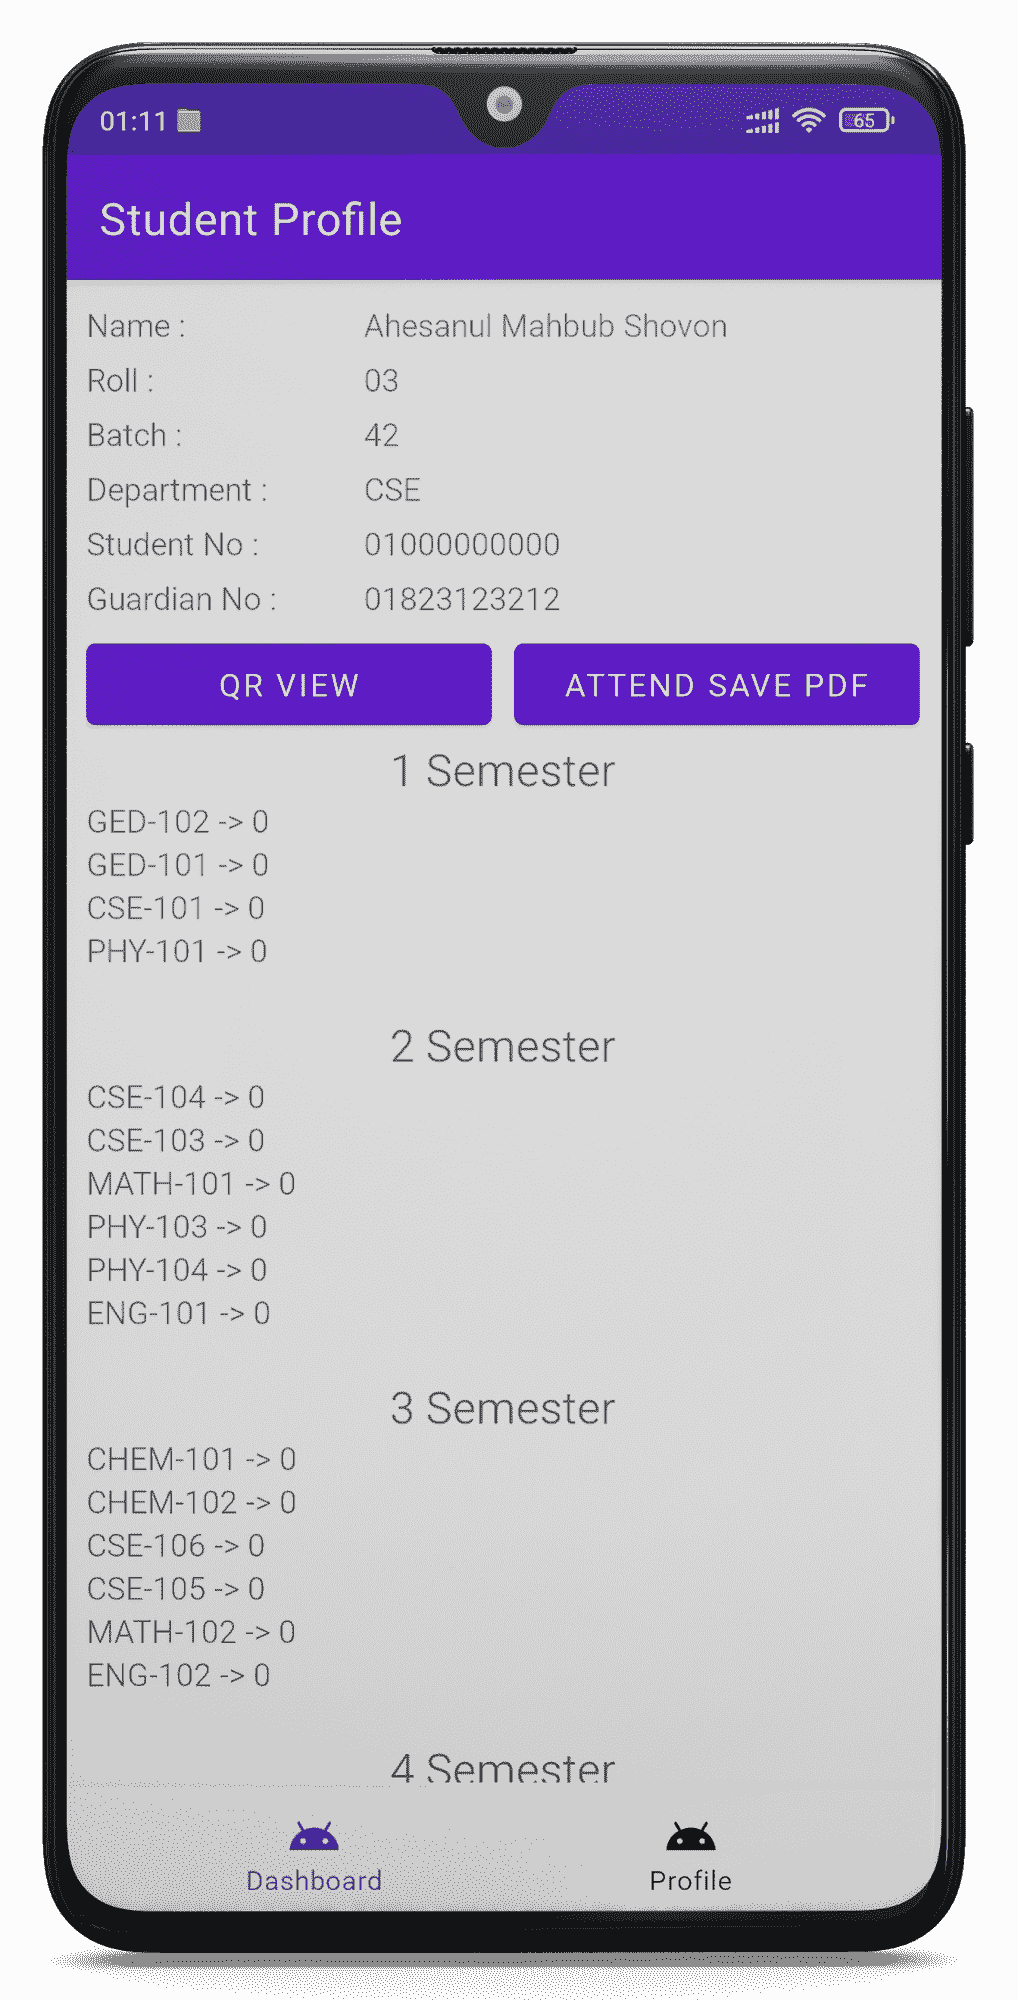 01:11 65
Student Profile
Name : Ahesanul Mahbub Shovon
Roll : 03
Batch : 42
Department : CSE
Student No : 01000000000
Guardian No : 01823123212
QR VIEW ATTEND SAVE PDF
1 Semester
GED-102 -> 0
GED-101 -> 0
CSE-101 -> 0
PHY-101 -> 0
2 Semester
CSE-104 -> 0
CSE-103 -> 0
MATH-101 -> 0
PHY-103 -> 0
PHY-104 -> 0
ENG-101 -> 0
3 Semester
CHEM-101 -> 0
CHEM-102 -> 0
CSE-106 -> 0
CSE-105 -> 0
MATH-102 -> 0
ENG-102 -> 0
4 Semester
Dashboard Profile